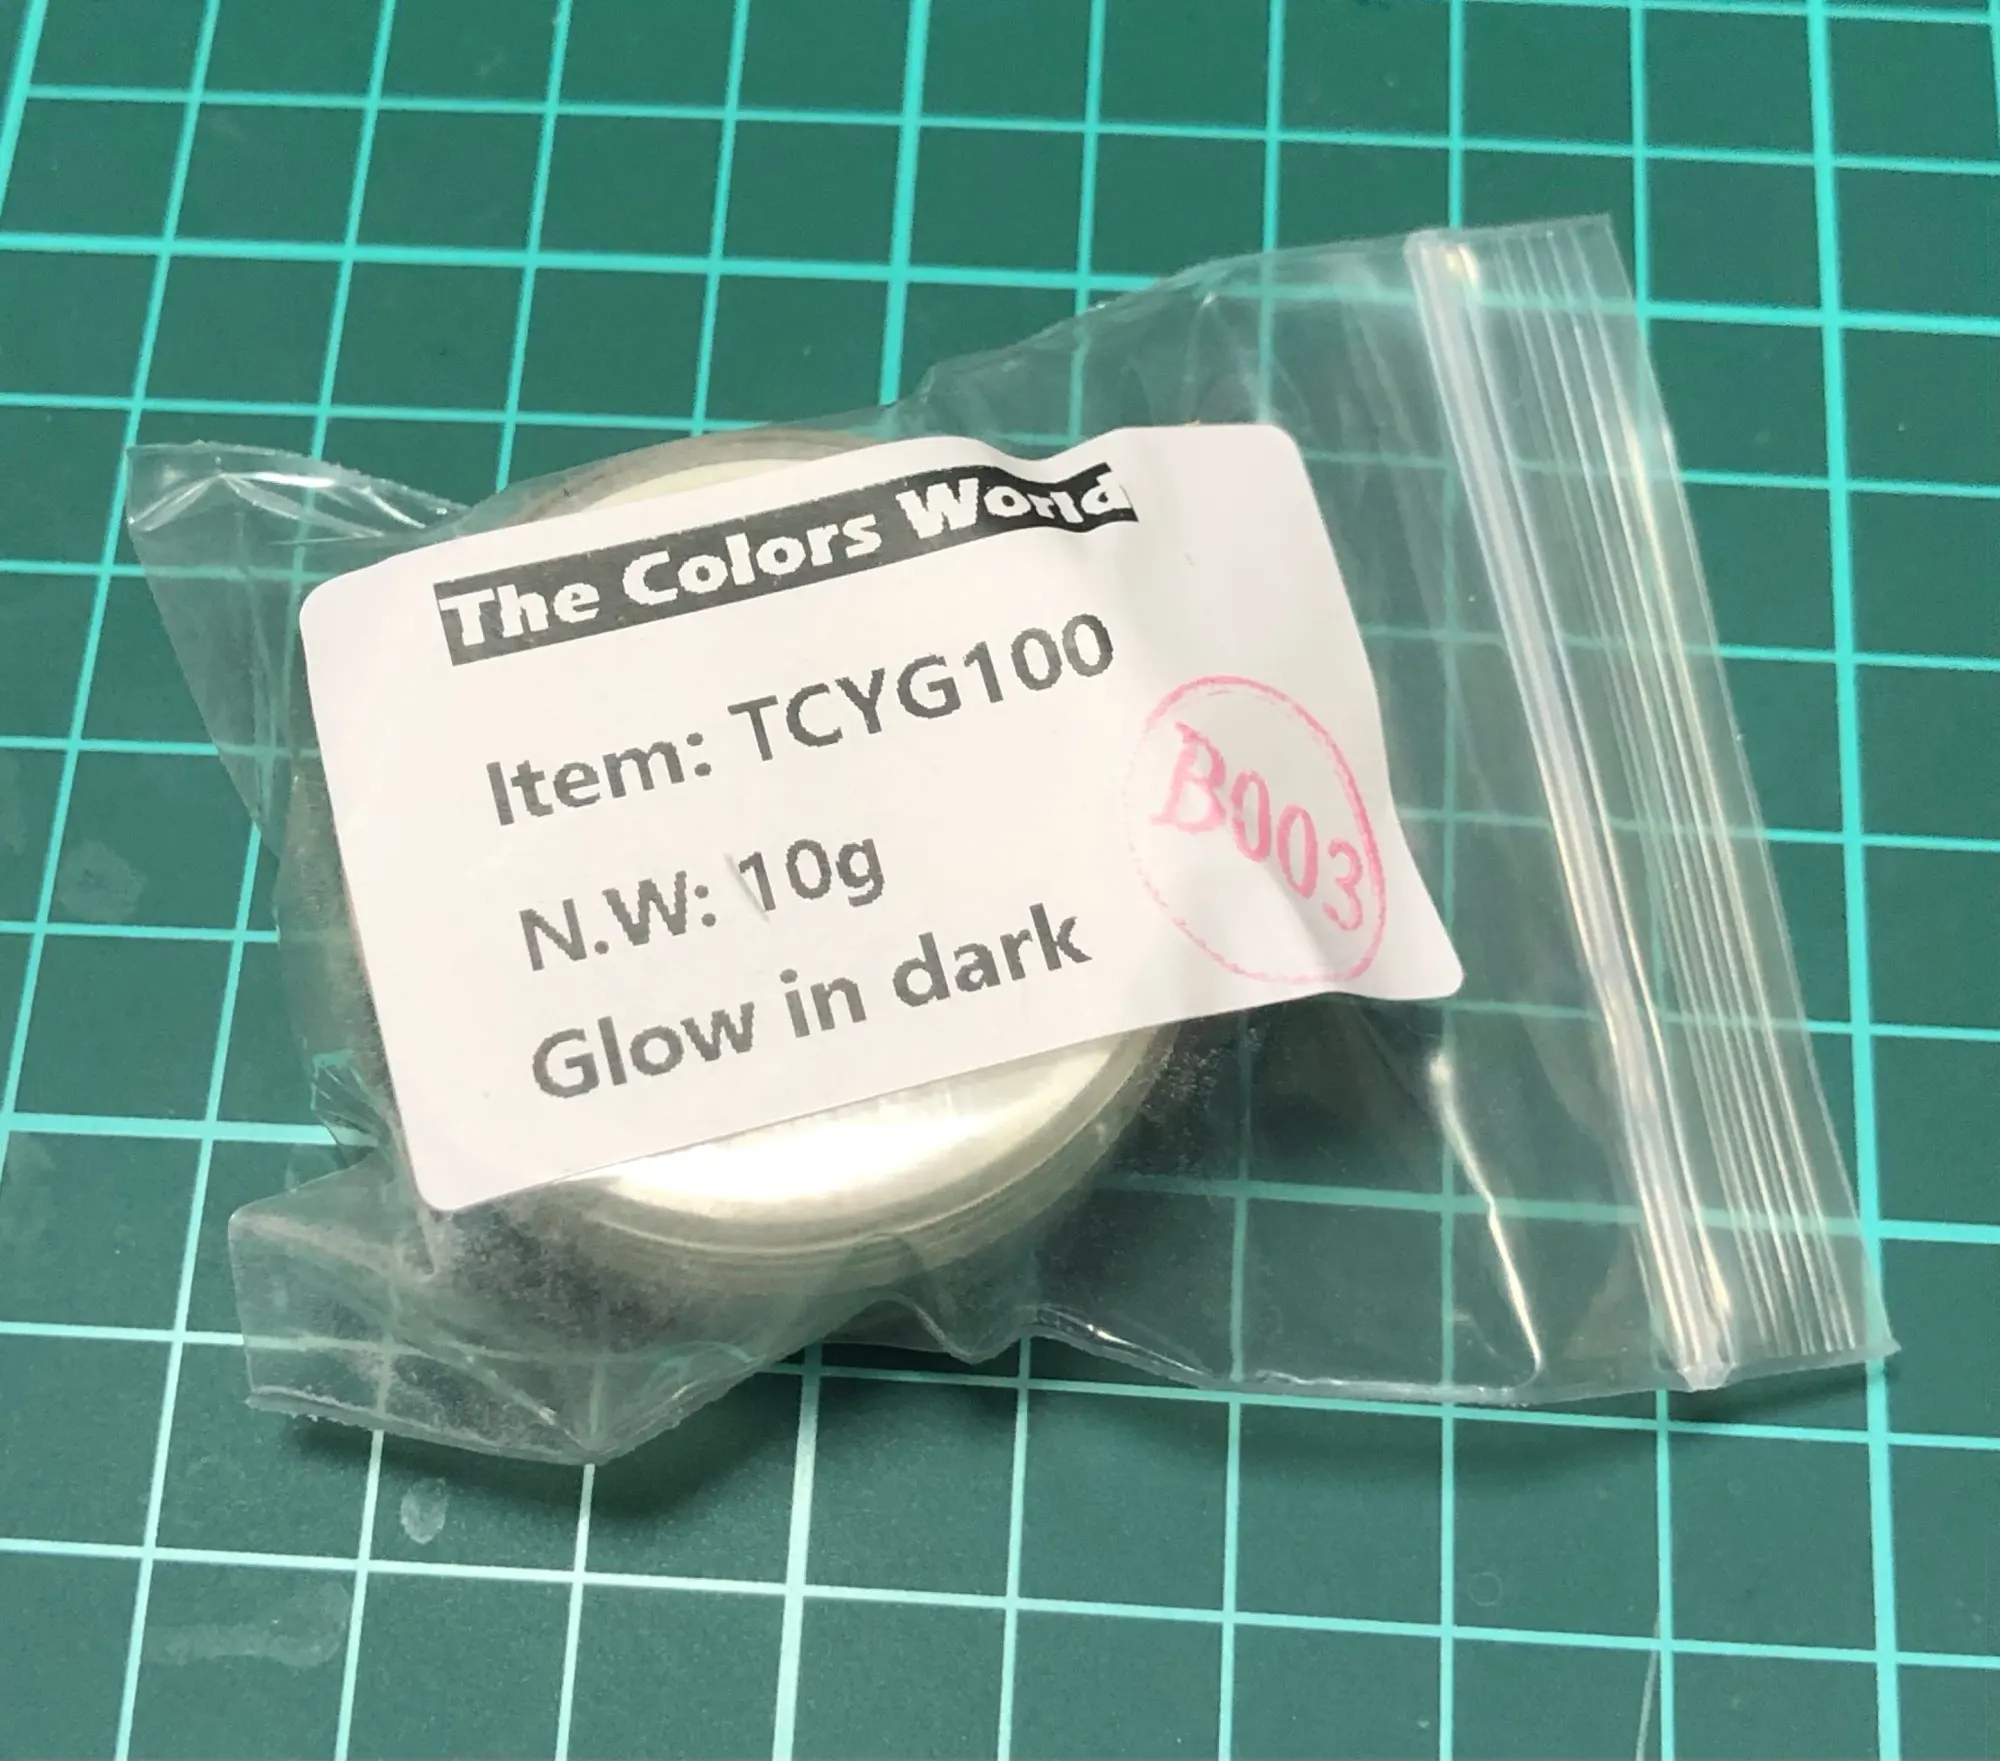 The Colors World
Item: TCYG100
N.W: 10g
Glow in dark
B003